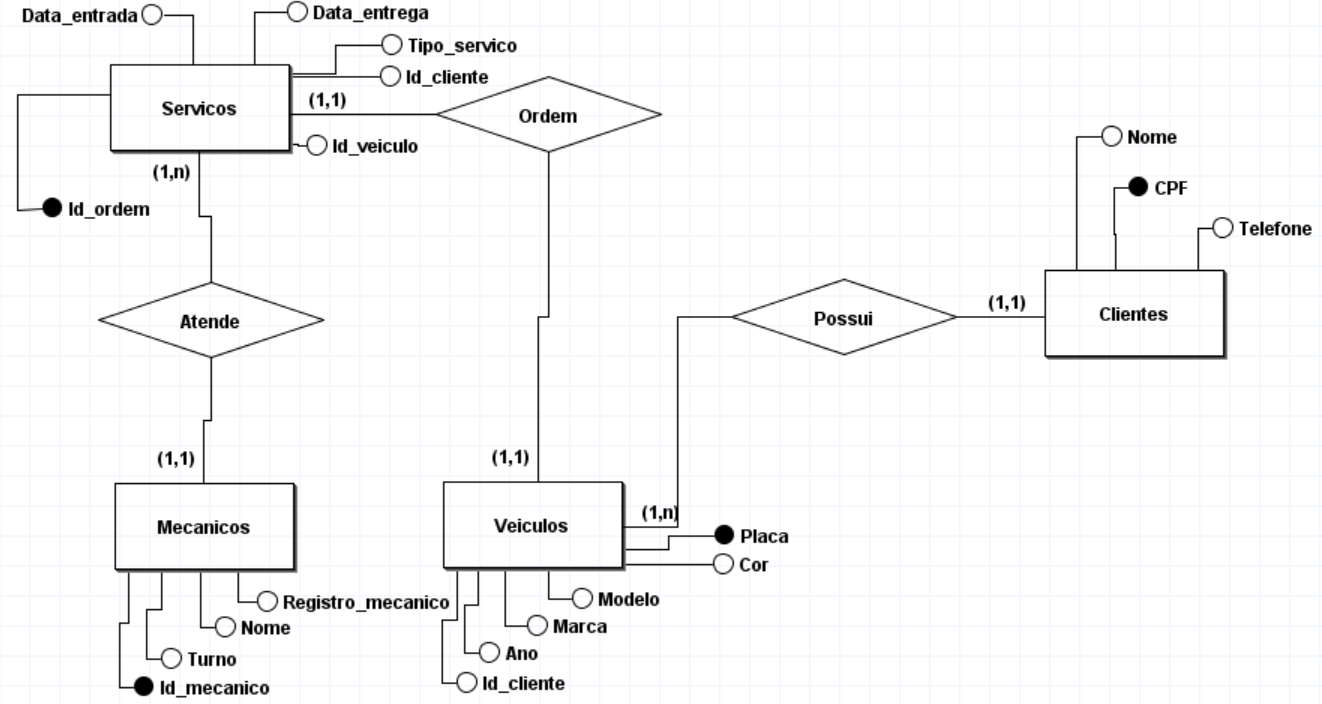 Data_entrada
Data_entrega
Tipo_servico
Id_cliente
Servicos
(1,1)
Ordem
Id_veiculo
(1,n)
Id_ordem
Nome
CPF
Telefone
Atende
Possui
(1,1)
Clientes
(1,1)
(1,1)
Mecanicos
Veiculos
(1,n)
Placa
Cor
Registro_mecanico
Modelo
Nome
Marca
Turno
Ano
Id_mecanico
Id_cliente